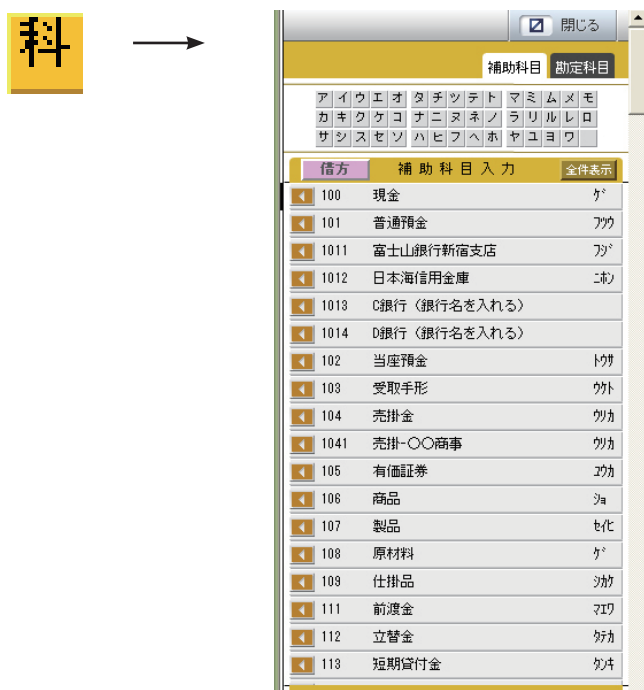 科
閉じる
補助科目 勘定科目
ア イ ウ エ オ タ チ ツ テ ト マ ミ ム メ モ
カ キ ク ケ コ ナ ニ ヌ ネ ノ ラ リ ル レ ロ
サ シ ス セ ソ ハ ヒ フ ヘ ホ ヤ ユ ヨ ワ
借方 補助科目入力 全件表示
100 現金 ｹﾞ
101 普通預金 ﾌﾂｳ
1011 富士山銀行新宿支店 ﾌｼﾞ
1012 日本海信用金庫 ﾆﾎﾝ
1013 C銀行（銀行名を入れる）
1014 D銀行（銀行名を入れる）
102 当座預金 ﾄｳｻ
103 受取手形 ｳｹﾄ
104 売掛金 ｳﾘｶ
1041 売掛-〇〇商事 ｳﾘｶ
105 有価証券 ﾕｳｶ
106 商品 ｼｮ
107 製品 ｾｲﾋ
108 原材料 ｹﾞ
109 仕掛品 ｼｶｹ
111 前渡金 ﾏｴﾜ
112 立替金 ﾀﾃｶ
113 短期貸付金 ﾀﾝｷ